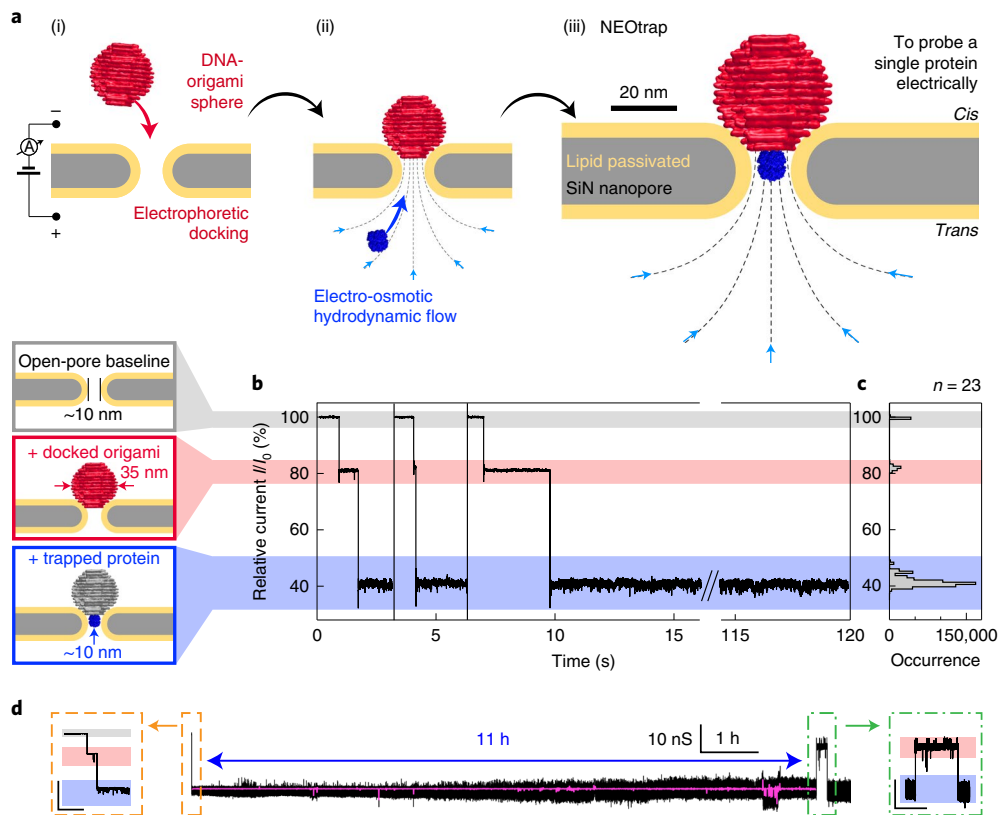 a
(i)
(ii)
(iii) NEOtrap
DNA-
origami
sphere
To probe a
single protein
electrically
20 nm
Cis
−
A
+
Lipid passivated
SiN nanopore
Electrophoretic
docking
Trans
Electro-osmotic
hydrodynamic flow
Open-pore baseline
~10 nm
+ docked origami
35 nm
+ trapped protein
~10 nm
b
Relative current I/I0 (%)
100
80
60
40
0
5
10
15
115
120
Time (s)
c
n = 23
100
80
60
40
0
150,000
Occurrence
d
11 h
10 nS
1 h